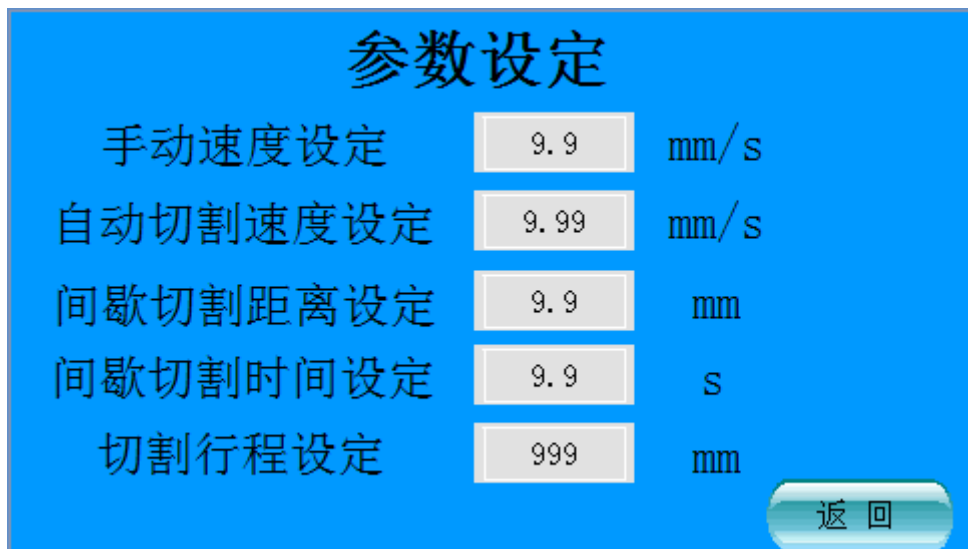 参数设定
手动速度设定 9.9 mm/s
自动切割速度设定 9.99 mm/s
间歇切割距离设定 9.9 mm
间歇切割时间设定 9.9 s
切割行程设定 999 mm
返回